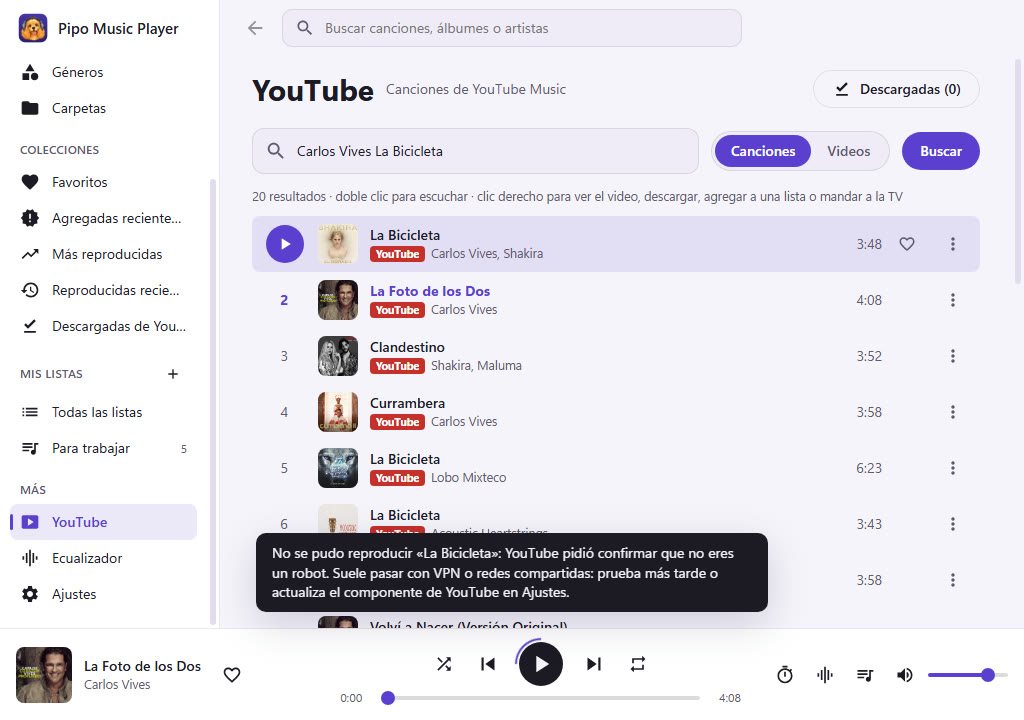 Pipo Music Player
Géneros
Carpetas
COLECCIONES
Favoritos
Agregadas reciente...
Más reproducidas
Reproducidas recie...
Descargadas de You...
MIS LISTAS
Todas las listas
Para trabajar 5
MÁS
YouTube
Ecualizador
Ajustes
Buscar canciones, álbumes o artistas
YouTube Canciones de YouTube Music
Descargadas (0)
Carlos Vives La Bicicleta
Canciones Videos Buscar
20 resultados · doble clic para escuchar · clic derecho para ver el video, descargar, agregar a una lista o mandar a la TV
La Bicicleta
YouTube Carlos Vives, Shakira
3:48
2 La Foto de los Dos
YouTube Carlos Vives
4:08
3 Clandestino
YouTube Shakira, Maluma
3:52
4 Currambera
YouTube Carlos Vives
3:58
5 La Bicicleta
YouTube Lobo Mixteco
6:23
6 La Bicicleta
YouTube Acoustic Heartstrings
3:43
No se pudo reproducir «La Bicicleta»: YouTube pidió confirmar que no eres
un robot. Suele pasar con VPN o redes compartidas: prueba más tarde o
actualiza el componente de YouTube en Ajustes.
3:58
Volví a Nacer (Versión Original)
La Foto de los Dos
Carlos Vives
0:00 4:08